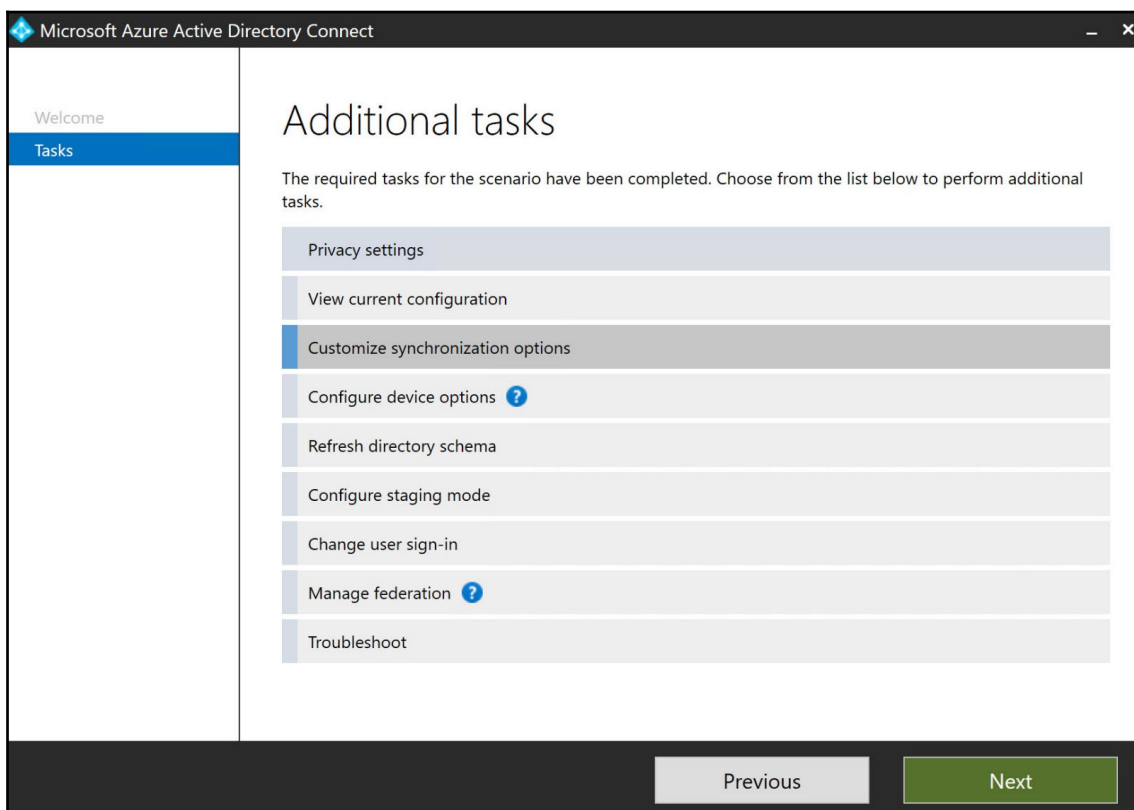 Microsoft Azure Active Directory Connect
Welcome
Tasks
Additional tasks
The required tasks for the scenario have been completed. Choose from the list below to perform additional
tasks.
Privacy settings
View current configuration
Customize synchronization options
Configure device options ?
Refresh directory schema
Configure staging mode
Change user sign-in
Manage federation ?
Troubleshoot
Previous
Next